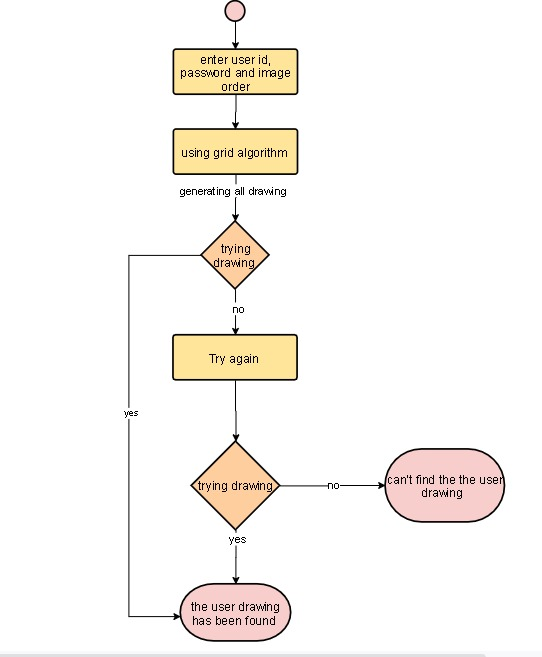 enter user id,
password and image
order
using grid algorithm
generating all drawing
trying
drawing
no
Try again
yes
trying drawing
no
can't find the the user
drawing
yes
the user drawing
has been found